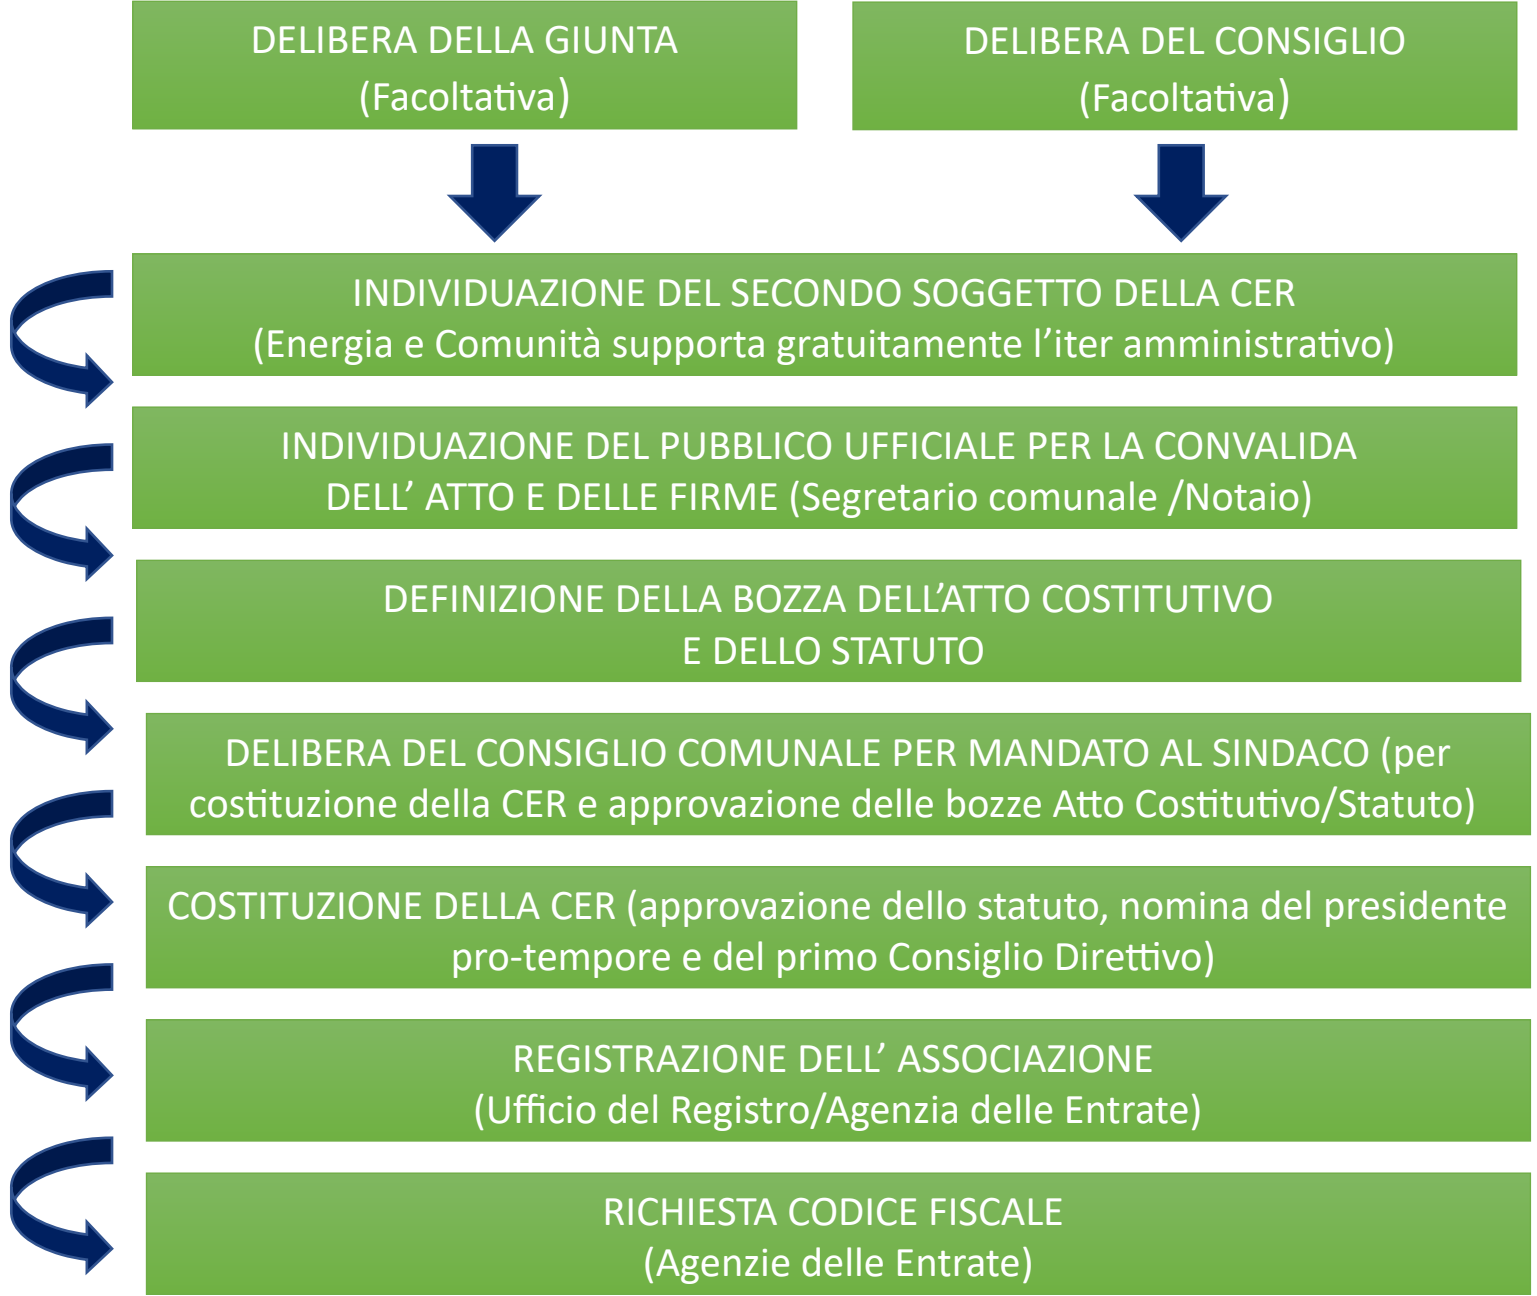 DELIBERA DELLA GIUNTA
(Facoltativa)
DELIBERA DEL CONSIGLIO
(Facoltativa)
INDIVIDUAZIONE DEL SECONDO SOGGETTO DELLA CER
(Energia e Comunità supporta gratuitamente l’iter amministrativo)
INDIVIDUAZIONE DEL PUBBLICO UFFICIALE PER LA CONVALIDA
DELL’ ATTO E DELLE FIRME (Segretario comunale /Notaio)
DEFINIZIONE DELLA BOZZA DELL’ATTO COSTITUTIVO
E DELLO STATUTO
DELIBERA DEL CONSIGLIO COMUNALE PER MANDATO AL SINDACO (per
costituzione della CER e approvazione delle bozze Atto Costitutivo/Statuto)
COSTITUZIONE DELLA CER (approvazione dello statuto, nomina del presidente
pro-tempore e del primo Consiglio Direttivo)
REGISTRAZIONE DELL’ ASSOCIAZIONE
(Ufficio del Registro/Agenzia delle Entrate)
RICHIESTA CODICE FISCALE
(Agenzie delle Entrate)